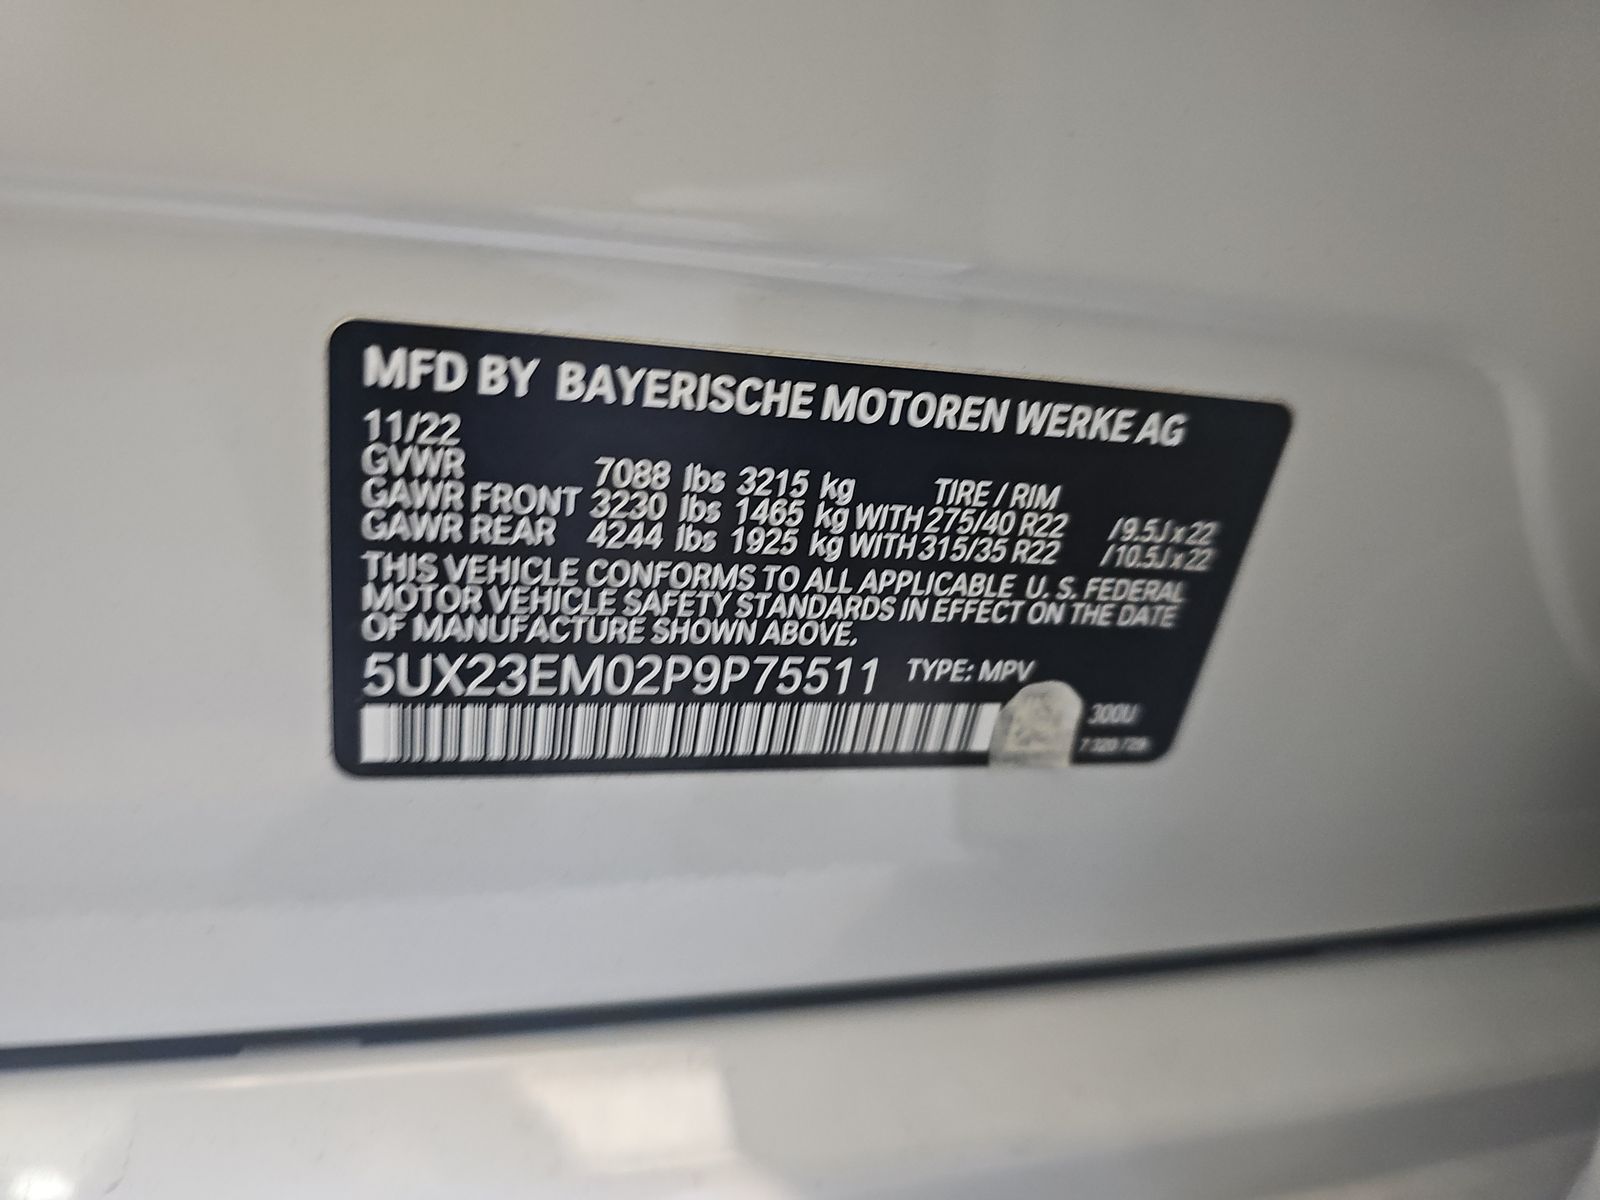 MFD BY BAYERISCHE MOTOREN WERKE AG
11/22
GVWR 7088 lbs 3215 kg TIRE / RIM
GAWR FRONT 3230 lbs 1465 kg WITH 275/40 R22 /9.5J x 22
GAWR REAR 4244 lbs 1925 kg WITH 315/35 R22 /10.5J x 22
THIS VEHICLE CONFORMS TO ALL APPLICABLE U. S. FEDERAL
MOTOR VEHICLE SAFETY STANDARDS IN EFFECT ON THE DATE
OF MANUFACTURE SHOWN ABOVE.
5UX23EM02P9P75511 TYPE: MPV
300U